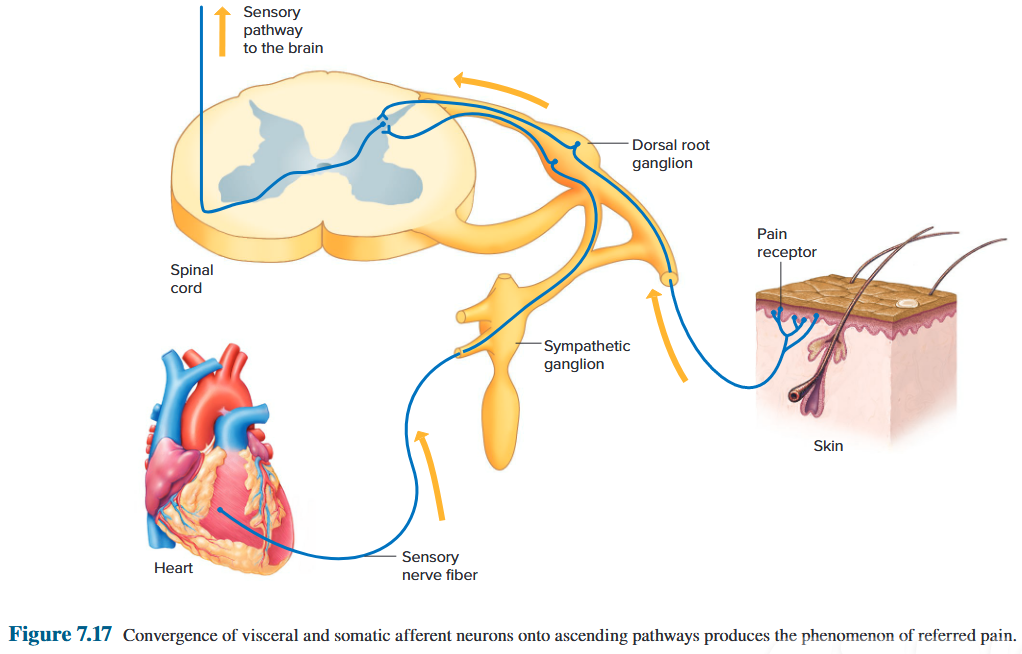 Sensory
pathway
to the brain
Dorsal root
ganglion
Pain
receptor
Spinal
cord
Sympathetic
ganglion
Skin
Heart
Sensory
nerve fiber
Figure 7.17 Convergence of visceral and somatic afferent neurons onto ascending pathways produces the phenomenon of referred pain.